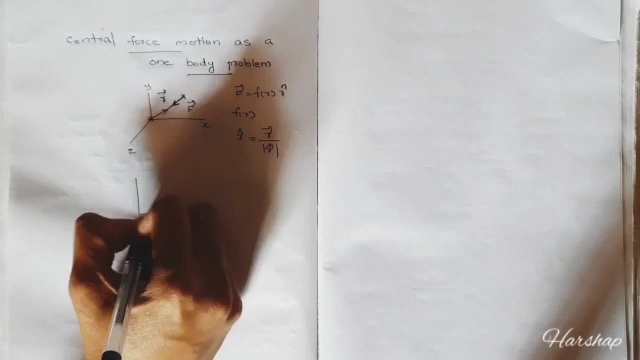 Central force motion as a
one body problem
y
r⃗
F⃗
x
z
F⃗ = f(r) r̂
f(r)
r̂ = r⃗ / |r⃗|
Harshap